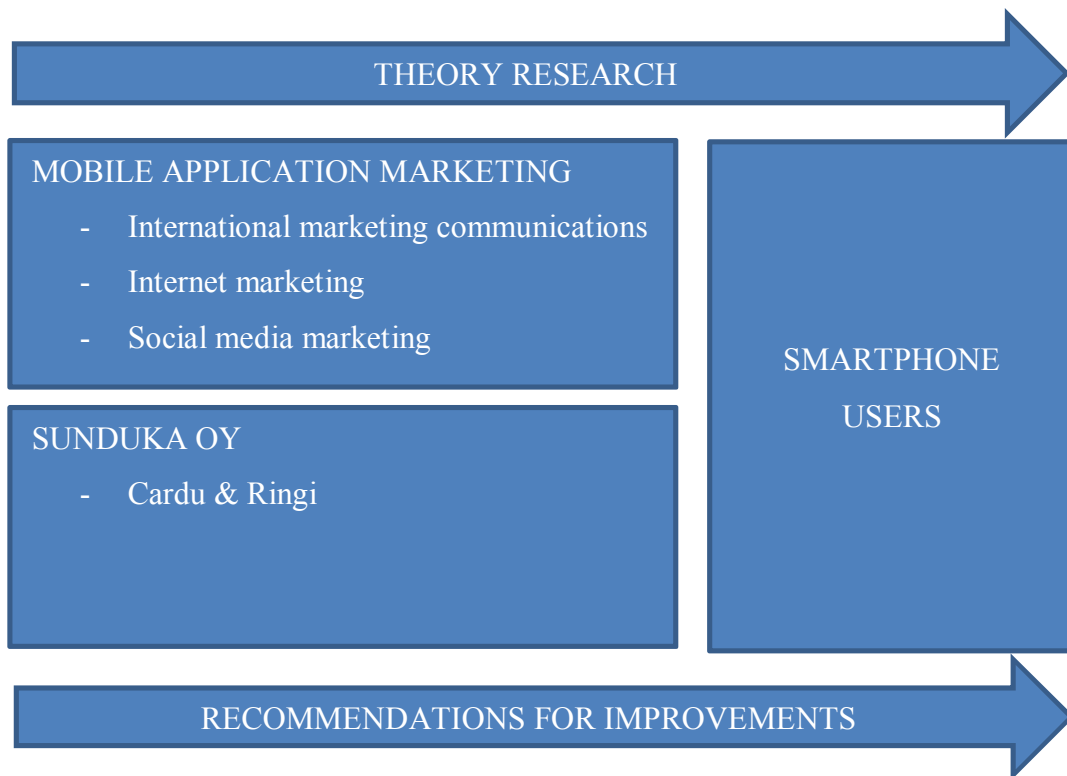 THEORY RESEARCH
MOBILE APPLICATION MARKETING
- International marketing communications
- Internet marketing
- Social media marketing
SUNDUKA OY
- Cardu & Ringi
SMARTPHONE
USERS
RECOMMENDATIONS FOR IMPROVEMENTS